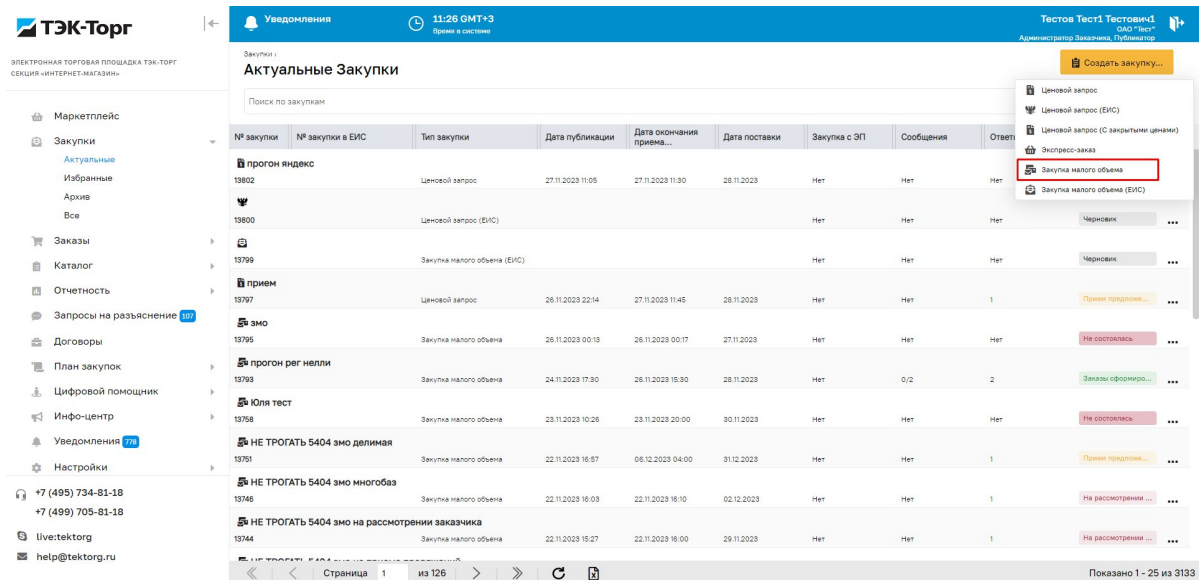 ТЭК-Торг
ЭЛЕКТРОННАЯ ТОРГОВАЯ ПЛОЩАДКА ТЭК-ТОРГ
СЕКЦИЯ «ИНТЕРНЕТ-МАГАЗИН»
Маркетплейс
Закупки
Актуальные
Избранные
Архив
Все
Заказы
Каталог
Отчетность
Запросы на разъяснение 107
Договоры
План закупок
Цифровой помощник
Инфо-центр
Уведомления 778
Настройки
+7 (495) 734-81-18
+7 (499) 705-81-18
live:tektorg
help@tektorg.ru
Уведомления
11:26 GMT+3
Время в системе
Тестов Тест1 Тестович1
ОАО "Тест"
Администратор Заказчика, Публикатор
Закупки ›
Актуальные Закупки
Создать закупку...
Поиск по закупкам
Ценовой запрос
Ценовой запрос (ЕИС)
Ценовой запрос (С закрытыми ценами)
Экспресс-заказ
Закупка малого объема
Закупка малого объема (ЕИС)
№ закупки № закупки в ЕИС Тип закупки Дата публикации Дата окончания приема... Дата поставки Закупка с ЭП Сообщения
прогон яндекс
13802 Ценовой запрос 27.11.2023 11:05 27.11.2023 11:30 28.11.2023 Нет Нет Нет
13800 Ценовой запрос (ЕИС) Нет Нет Нет Черновик ...
13799 Закупка малого объема (ЕИС) Нет Нет Нет Черновик ...
прием
13797 Ценовой запрос 26.11.2023 22:14 27.11.2023 11:45 28.11.2023 Нет Нет 1 Прием предложе... ...
змо
13795 Закупка малого объема 26.11.2023 00:13 26.11.2023 00:17 27.11.2023 Нет Нет Нет Не состоялась ...
прогон рег нелли
13793 Закупка малого объема 24.11.2023 17:30 26.11.2023 15:30 28.11.2023 Нет 0/2 2 Заказы сформиро... ...
Юля тест
13758 Закупка малого объема 23.11.2023 10:26 23.11.2023 20:00 30.11.2023 Нет Нет Нет Не состоялась ...
НЕ ТРОГАТЬ 5404 змо делимая
13751 Закупка малого объема 22.11.2023 16:57 06.12.2023 04:00 31.12.2023 Нет Нет 1 Прием предложе... ...
НЕ ТРОГАТЬ 5404 змо многобаз
13746 Закупка малого объема 22.11.2023 16:03 22.11.2023 16:10 02.12.2023 Нет Нет 1 На рассмотрении ... ...
НЕ ТРОГАТЬ 5404 змо на рассмотрении заказчика
13744 Закупка малого объема 22.11.2023 15:27 22.11.2023 16:00 29.11.2023 Нет Нет 1 На рассмотрении ... ...
Страница 1 из 126 Показано 1 - 25 из 3133